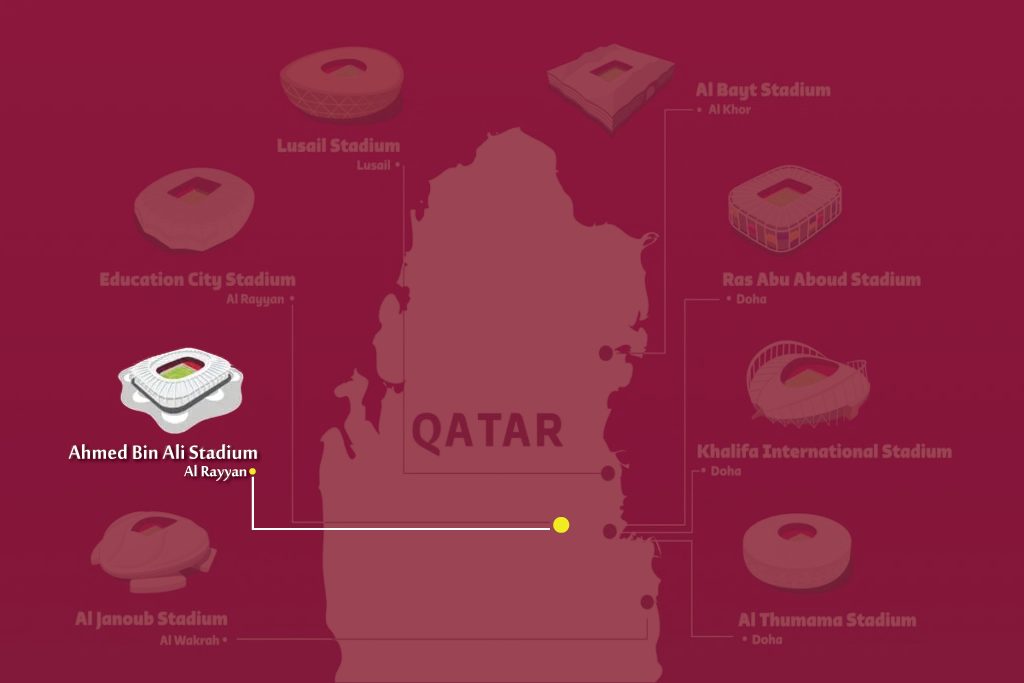 Al Bayt Stadium
Al Khor
Lusail Stadium
Lusail
Education City Stadium
Al Rayyan
Ras Abu Aboud Stadium
Doha
QATAR
Ahmed Bin Ali Stadium
Al Rayyan
Khalifa International Stadium
Doha
Al Janoub Stadium
Al Wakrah
Al Thumama Stadium
Doha